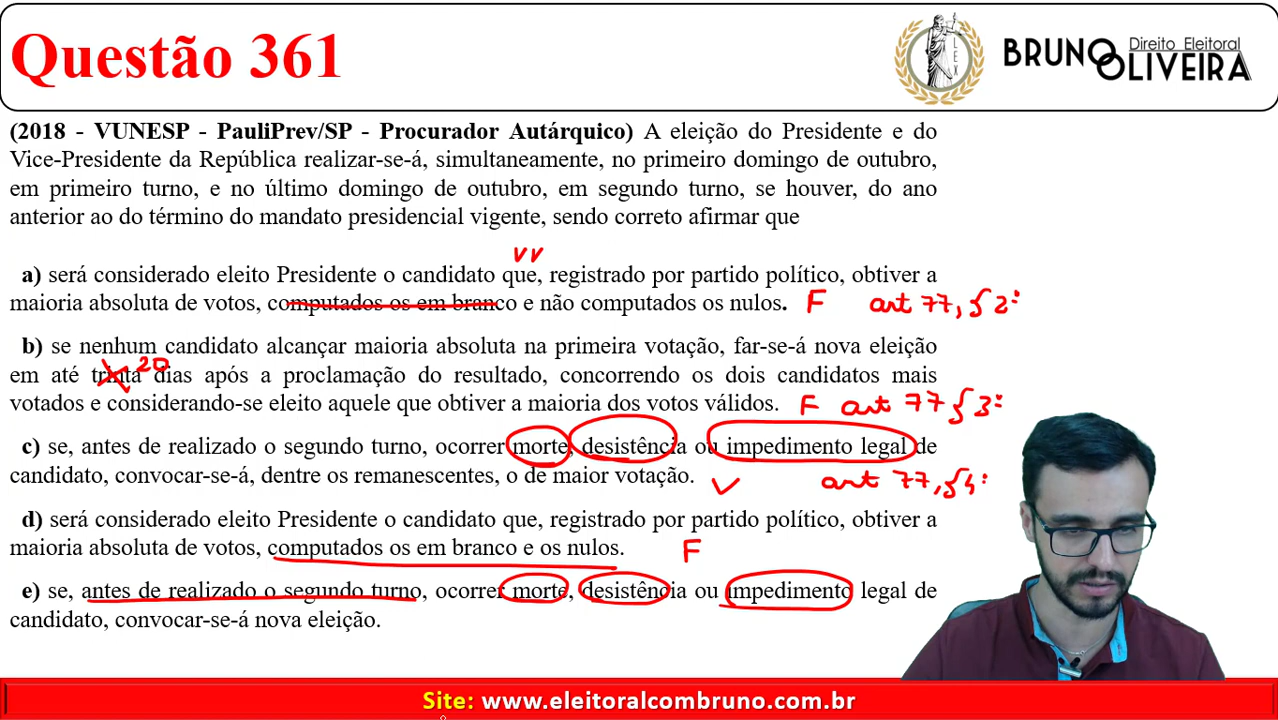 Questão 361
LEX
BRUNO OLIVEIRA
Direito Eleitoral
(2018 - VUNESP - PauliPrev/SP - Procurador Autárquico) A eleição do Presidente e do
Vice-Presidente da República realizar-se-á, simultaneamente, no primeiro domingo de outubro,
em primeiro turno, e no último domingo de outubro, em segundo turno, se houver, do ano
anterior ao do término do mandato presidencial vigente, sendo correto afirmar que
VV
a) será considerado eleito Presidente o candidato que, registrado por partido político, obtiver a
maioria absoluta de votos, computados os em branco e não computados os nulos. F art 77, § 2º
b) se nenhum candidato alcançar maioria absoluta na primeira votação, far-se-á nova eleição
20
em até trinta dias após a proclamação do resultado, concorrendo os dois candidatos mais
votados e considerando-se eleito aquele que obtiver a maioria dos votos válidos. F art 77 § 3º
c) se, antes de realizado o segundo turno, ocorrer morte, desistência ou impedimento legal de
candidato, convocar-se-á, dentre os remanescentes, o de maior votação. V art 77, § 4º
d) será considerado eleito Presidente o candidato que, registrado por partido político, obtiver a
maioria absoluta de votos, computados os em branco e os nulos. F
e) se, antes de realizado o segundo turno, ocorrer morte, desistência ou impedimento legal de
candidato, convocar-se-á nova eleição.
Site: www.eleitoralcombruno.com.br